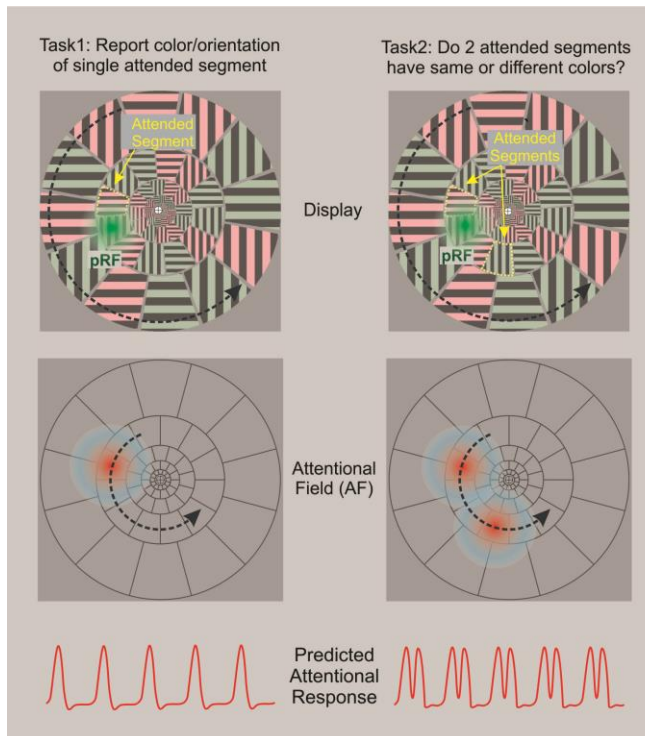 Task1: Report color/orientation
of single attended segment
Task2: Do 2 attended segments
have same or different colors?
Attended
Segment
pRF
Display
Attended
Segments
pRF
Attentional
Field (AF)
Predicted
Attentional
Response